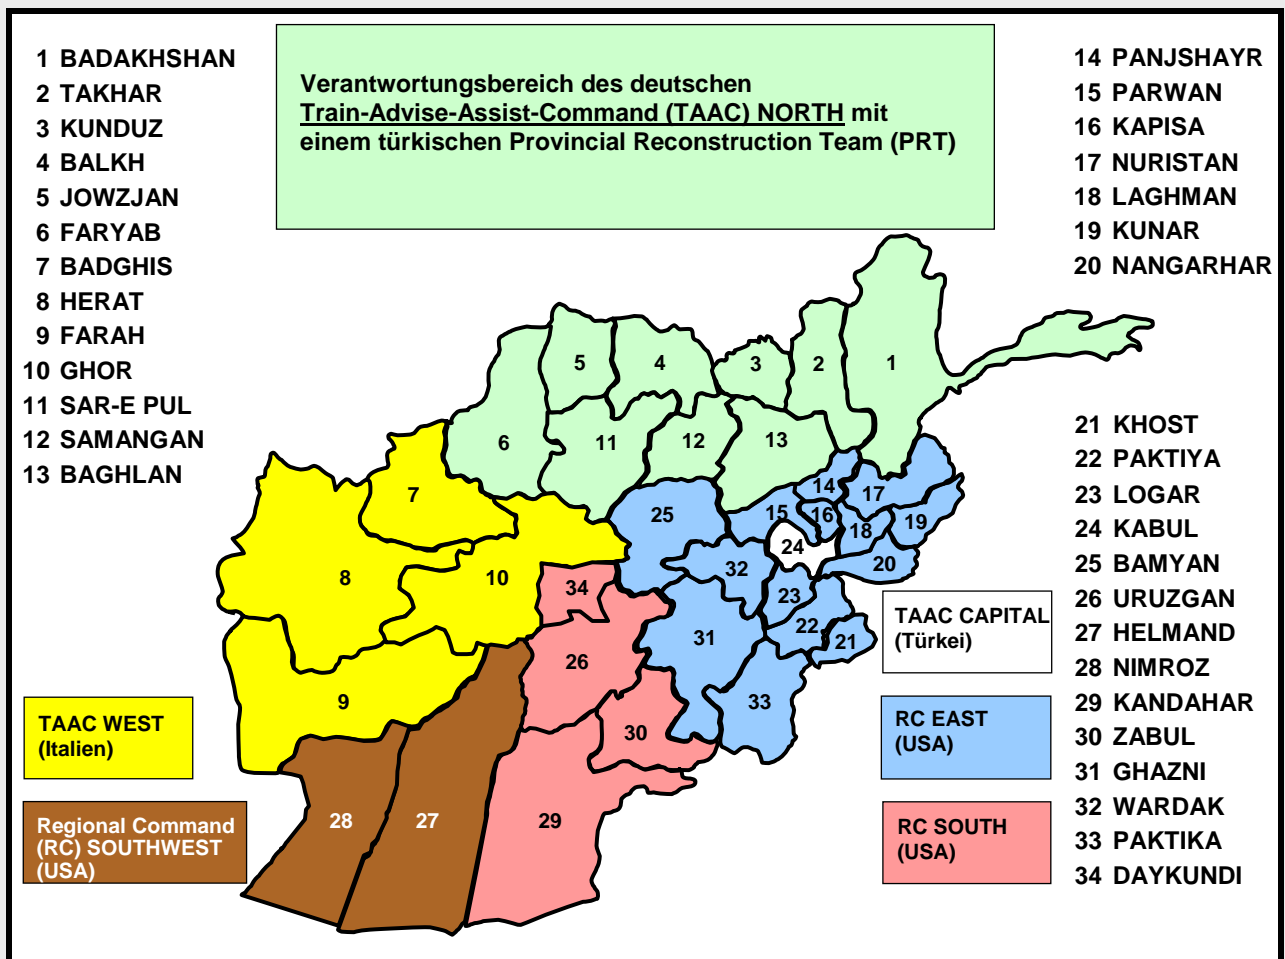 1 BADAKHSHAN
2 TAKHAR
3 KUNDUZ
4 BALKH
5 JOWZJAN
6 FARYAB
7 BADGHIS
8 HERAT
9 FARAH
10 GHOR
11 SAR-E PUL
12 SAMANGAN
13 BAGHLAN
Verantwortungsbereich des deutschen
Train-Advise-Assist-Command (TAAC) NORTH mit
einem türkischen Provincial Reconstruction Team (PRT)
14 PANJSHAYR
15 PARWAN
16 KAPISA
17 NURISTAN
18 LAGHMAN
19 KUNAR
20 NANGARHAR
21 KHOST
22 PAKTIYA
23 LOGAR
24 KABUL
25 BAMYAN
26 URUZGAN
27 HELMAND
28 NIMROZ
29 KANDAHAR
30 ZABUL
31 GHAZNI
32 WARDAK
33 PAKTIKA
34 DAYKUNDI
5
4
3
2
1
6
11
12
13
7
25
14
17
15
16
18
19
24
20
8
10
34
32
23
22
21
31
26
9
33
30
28
27
29
TAAC WEST
(Italien)
Regional Command
(RC) SOUTHWEST
(USA)
TAAC CAPITAL
(Türkei)
RC EAST
(USA)
RC SOUTH
(USA)